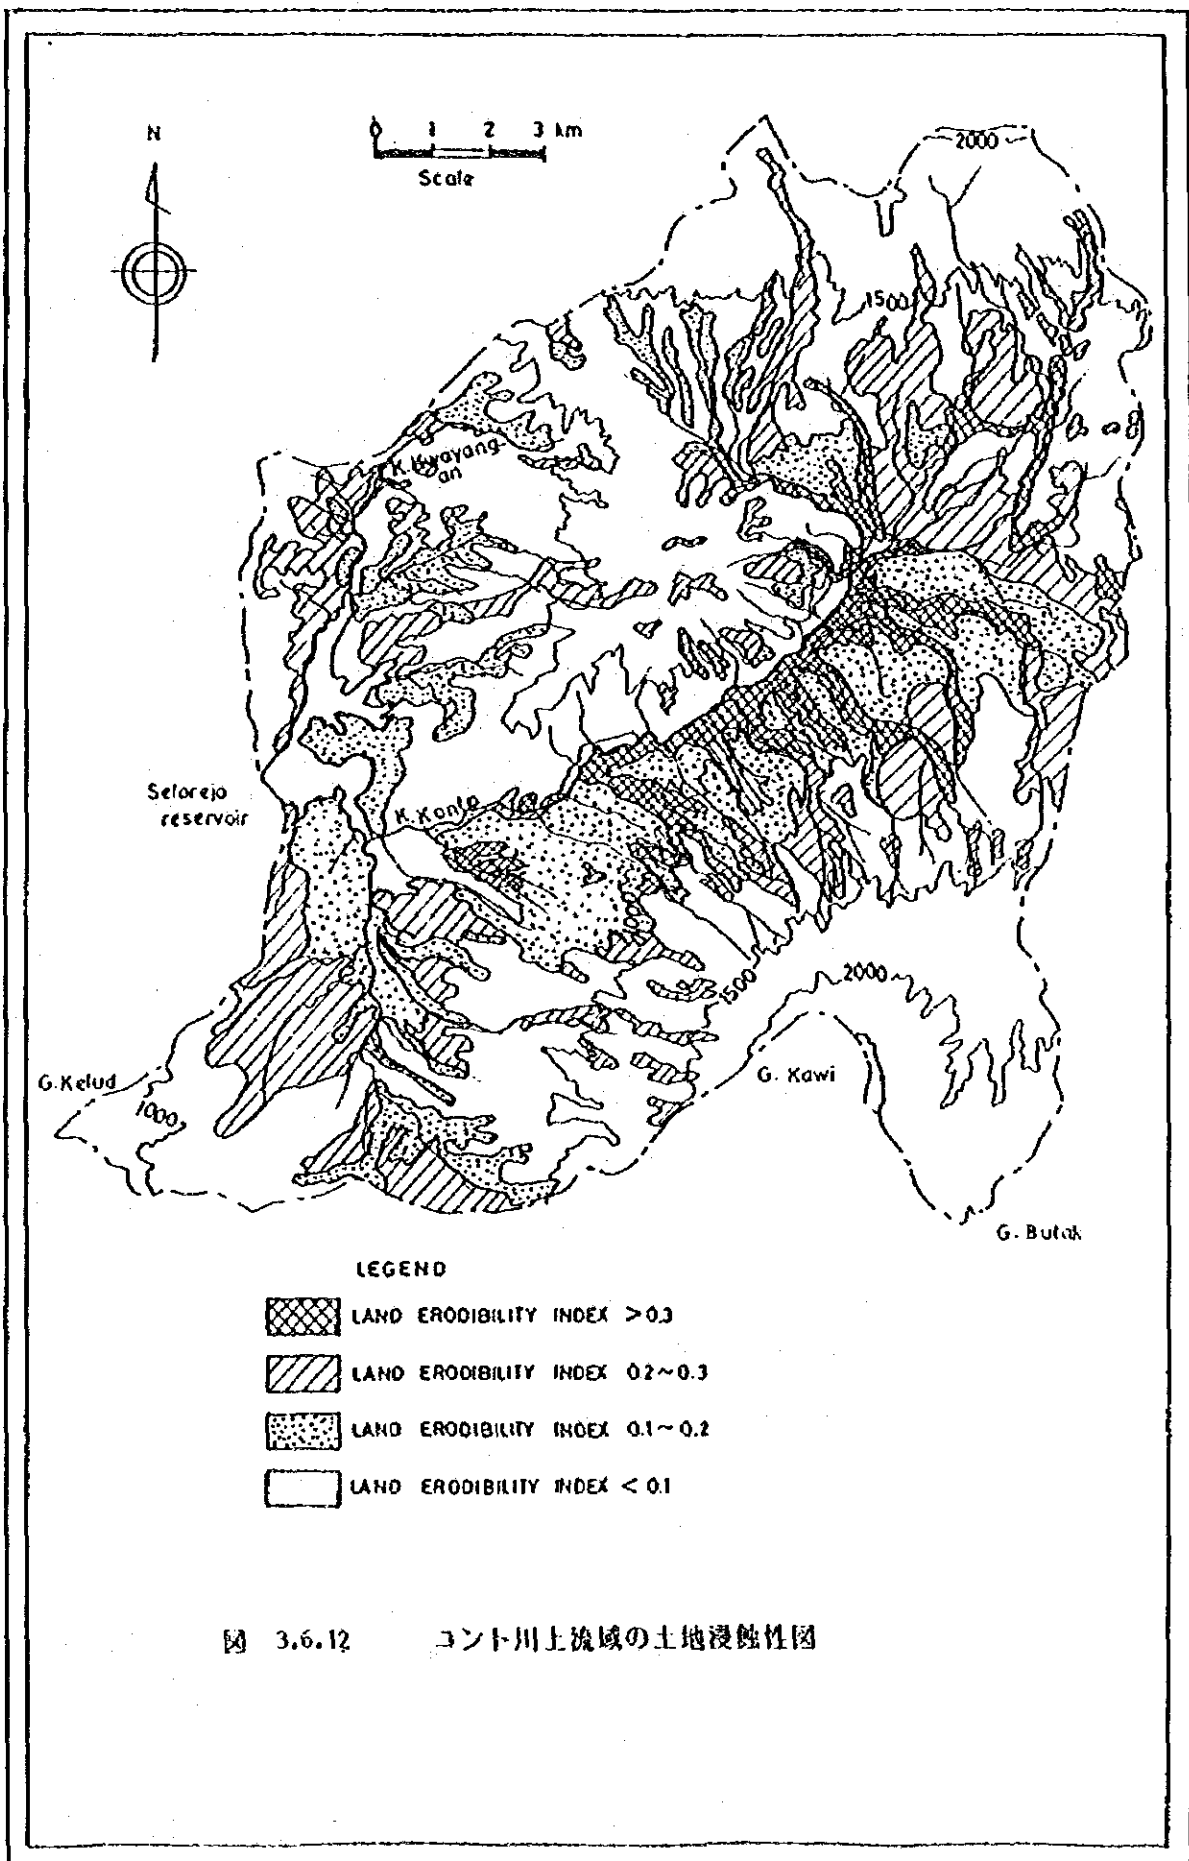 N
0 1 2 3 km
Scale
2000
1500
K. Kwayang
an
Selorejo
reservoir
K. Konto
1500
2000
G. Kelud
1000
G. Kawi
G. Butak
LEGEND
LAND ERODIBILITY INDEX >0.3
LAND ERODIBILITY INDEX 0.2~0.3
LAND ERODIBILITY INDEX 0.1~0.2
LAND ERODIBILITY INDEX < 0.1
図 3.6.12 コント川上流域の土地浸蝕性図